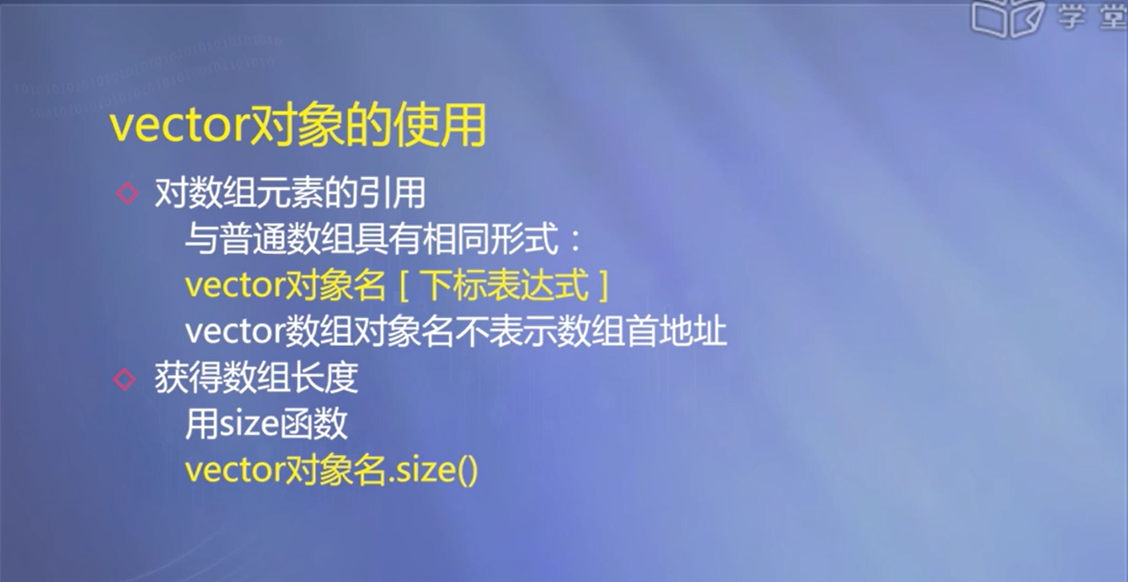 学堂
vector对象的使用
对数组元素的引用
与普通数组具有相同形式：
vector对象名 [ 下标表达式 ]
vector数组对象名不表示数组首地址
获得数组长度
用size函数
vector对象名.size()